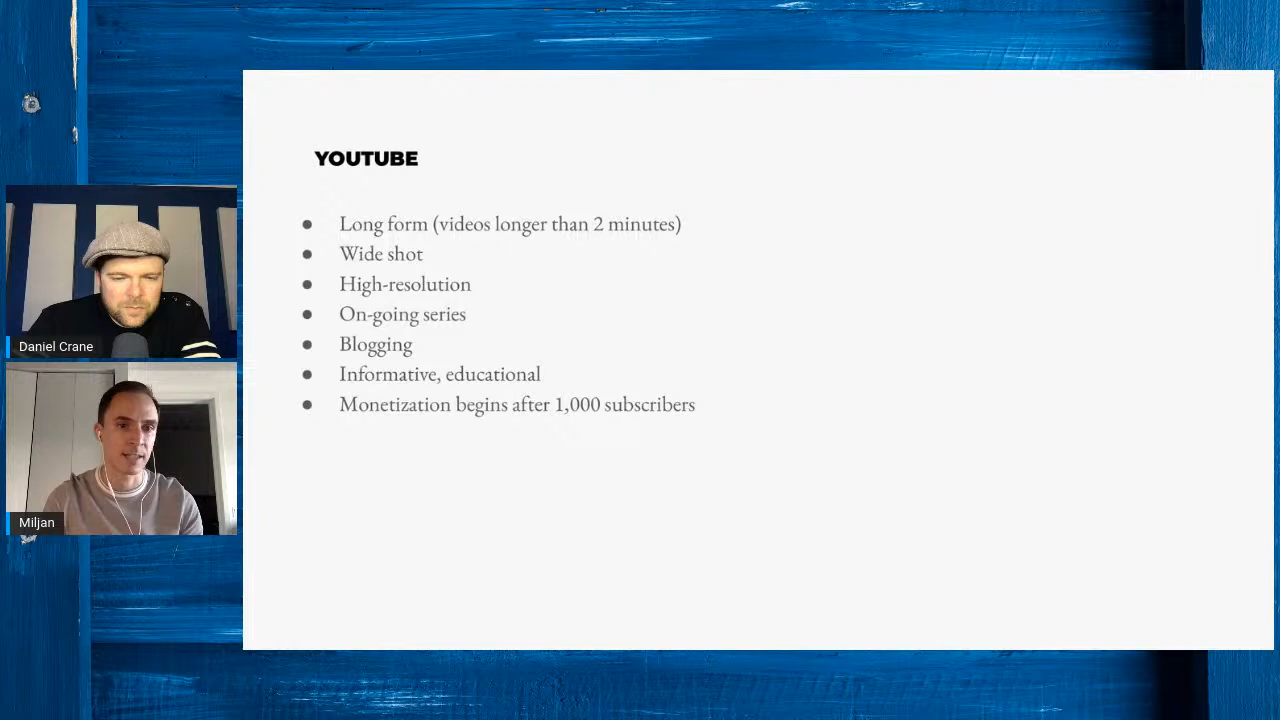 YOUTUBE
● Long form (videos longer than 2 minutes)
● Wide shot
● High-resolution
● On-going series
● Blogging
● Informative, educational
● Monetization begins after 1,000 subscribers
Daniel Crane
Miljan